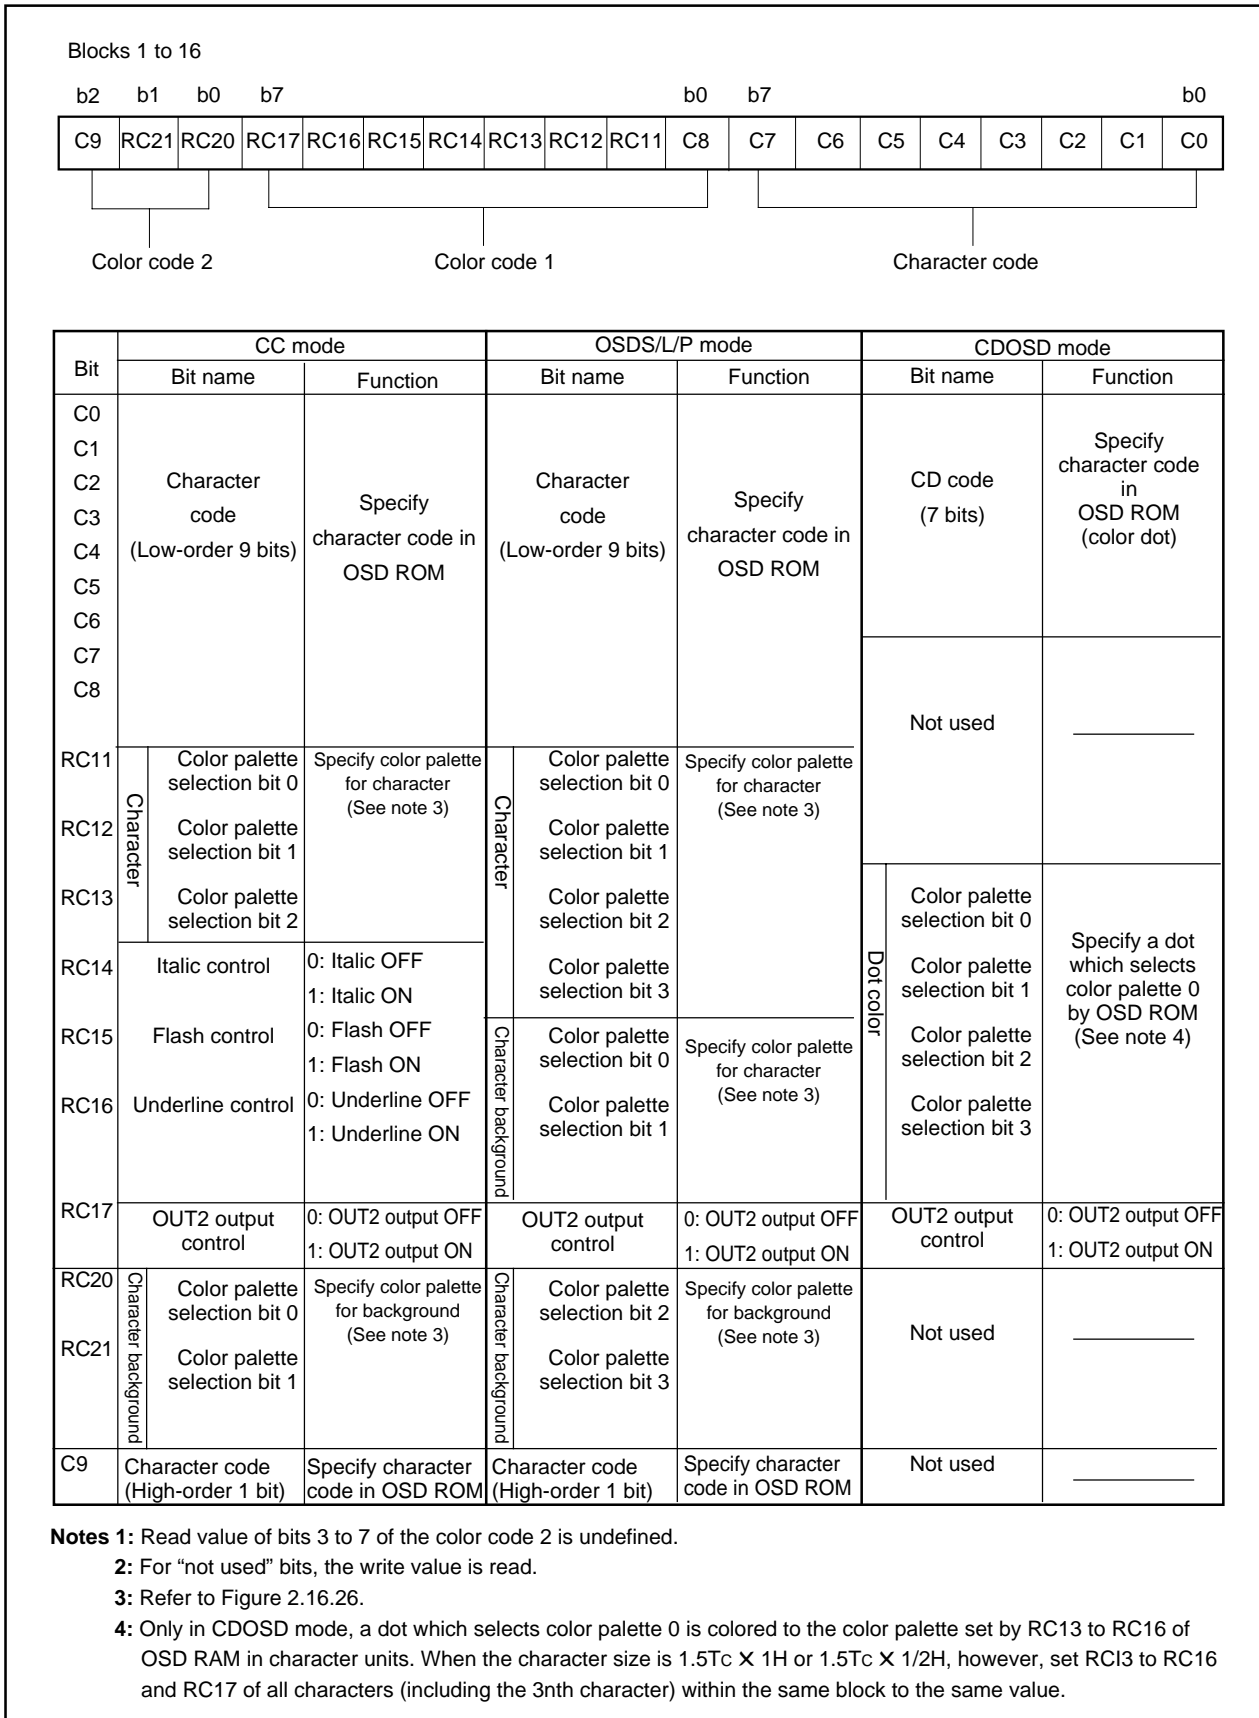 Blocks 1 to 16
b2 b1 b0 b7 b0 b7 b0
C9 RC21 RC20 RC17 RC16 RC15 RC14 RC13 RC12 RC11 C8 C7 C6 C5 C4 C3 C2 C1 C0
Color code 2 Color code 1 Character code
Bit CC mode OSDS/L/P mode CDOSD mode
Bit name Function Bit name Function Bit name Function
C0
C1
C2
C3
C4
C5
C6
C7
C8
Character
code
(Low-order 9 bits)
Specify
character code in
OSD ROM
Character
code
(Low-order 9 bits)
Specify
character code in
OSD ROM
CD code
(7 bits)
Specify
character code
in
OSD ROM
(color dot)
Not used
RC11
RC12
RC13
Character
Color palette
selection bit 0
Color palette
selection bit 1
Color palette
selection bit 2
Specify color palette
for character
(See note 3)
Character
Color palette
selection bit 0
Color palette
selection bit 1
Color palette
selection bit 2
Color palette
selection bit 3
Specify color palette
for character
(See note 3)
Dot color
Color palette
selection bit 0
Color palette
selection bit 1
Color palette
selection bit 2
Color palette
selection bit 3
Specify a dot
which selects
color palette 0
by OSD ROM
(See note 4)
RC14
Italic control
0: Italic OFF
1: Italic ON
RC15
Flash control
0: Flash OFF
1: Flash ON
RC16
Underline control
0: Underline OFF
1: Underline ON
Character background
Color palette
selection bit 0
Color palette
selection bit 1
Specify color palette
for character
(See note 3)
RC17
OUT2 output
control
0: OUT2 output OFF
1: OUT2 output ON
OUT2 output
control
0: OUT2 output OFF
1: OUT2 output ON
OUT2 output
control
0: OUT2 output OFF
1: OUT2 output ON
RC20
RC21
Character background
Color palette
selection bit 0
Color palette
selection bit 1
Specify color palette
for background
(See note 3)
Character background
Color palette
selection bit 2
Color palette
selection bit 3
Specify color palette
for background
(See note 3)
Not used
C9
Character code
(High-order 1 bit)
Specify character
code in OSD ROM
Character code
(High-order 1 bit)
Specify character
code in OSD ROM
Not used
Notes 1: Read value of bits 3 to 7 of the color code 2 is undefined.
2: For “not used” bits, the write value is read.
3: Refer to Figure 2.16.26.
4: Only in CDOSD mode, a dot which selects color palette 0 is colored to the color palette set by RC13 to RC16 of
OSD RAM in character units. When the character size is 1.5TC X 1H or 1.5TC X 1/2H, however, set RCI3 to RC16
and RC17 of all characters (including the 3nth character) within the same block to the same value.